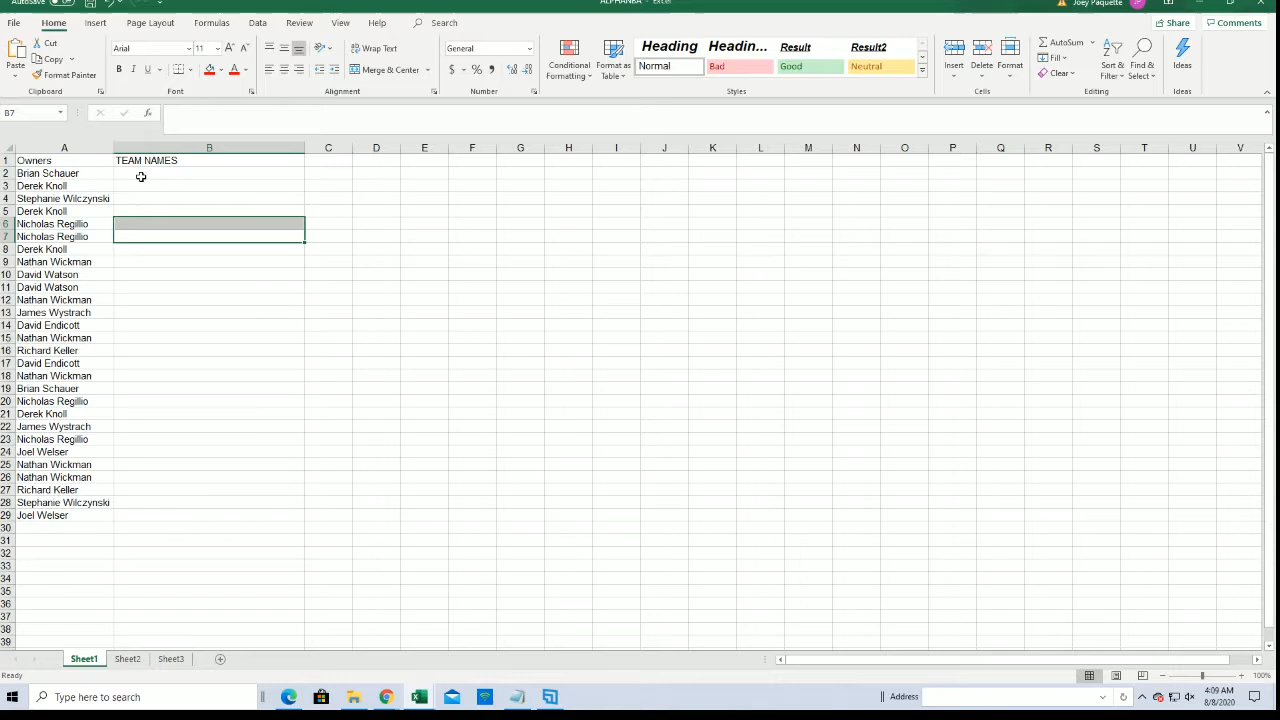 AutoSave Off ALPHANBA - Excel Joey Paquette JP
File Home Insert Page Layout Formulas Data Review View Help Search Share Comments
Paste Cut Copy Format Painter Clipboard
Arial 11 B I U Font
Wrap Text Merge & Center Alignment
General $ % , Number
Conditional Formatting Format as Table
Heading Headin... Result Result2
Normal Bad Good Neutral Styles
Insert Delete Format Cells
AutoSum Fill Clear Sort & Filter Find & Select Editing
Ideas Ideas
B7 fx
A B C D E F G H I J K L M N O P Q R S T U V
1 Owners TEAM NAMES
2 Brian Schauer
3 Derek Knoll
4 Stephanie Wilczynski
5 Derek Knoll
6 Nicholas Regillio
7 Nicholas Regillio
8 Derek Knoll
9 Nathan Wickman
10 David Watson
11 David Watson
12 Nathan Wickman
13 James Wystrach
14 David Endicott
15 Nathan Wickman
16 Richard Keller
17 David Endicott
18 Nathan Wickman
19 Brian Schauer
20 Nicholas Regillio
21 Derek Knoll
22 James Wystrach
23 Nicholas Regillio
24 Joel Welser
25 Nathan Wickman
26 Nathan Wickman
27 Richard Keller
28 Stephanie Wilczynski
29 Joel Welser
30
31
32
33
34
35
36
37
38
39
Sheet1 Sheet2 Sheet3
Ready 100%
Type here to search Address 4:09 AM
8/8/2020